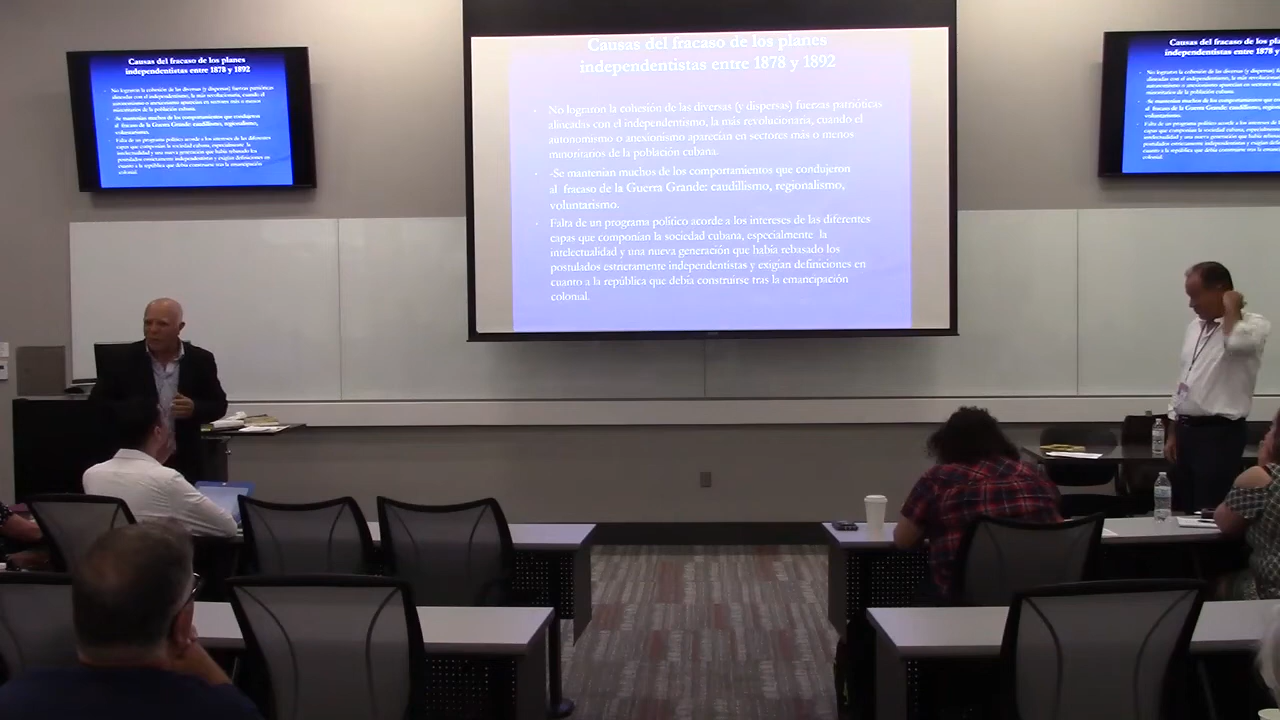 Causas del fracaso de los planes
independentistas entre 1878 y 1892
No lograron la cohesión de las diversas (y dispersas) fuerzas patrióticas
alineadas con el independentismo, la más revolucionaria, cuando el
autonomismo o anexionismo aparecían en sectores más o menos
minoritarios de la población cubana.
-Se mantenían muchos de los comportamientos que condujeron
al fracaso de la Guerra Grande: caudillismo, regionalismo,
voluntarismo.
Falta de un programa político acorde a los intereses de las diferentes
capas que componían la sociedad cubana, especialmente la
intelectualidad y una nueva generación que había rebasado los
postulados estrictamente independentistas y exigían definiciones en
cuanto a la república que debía construirse tras la emancipación
colonial.